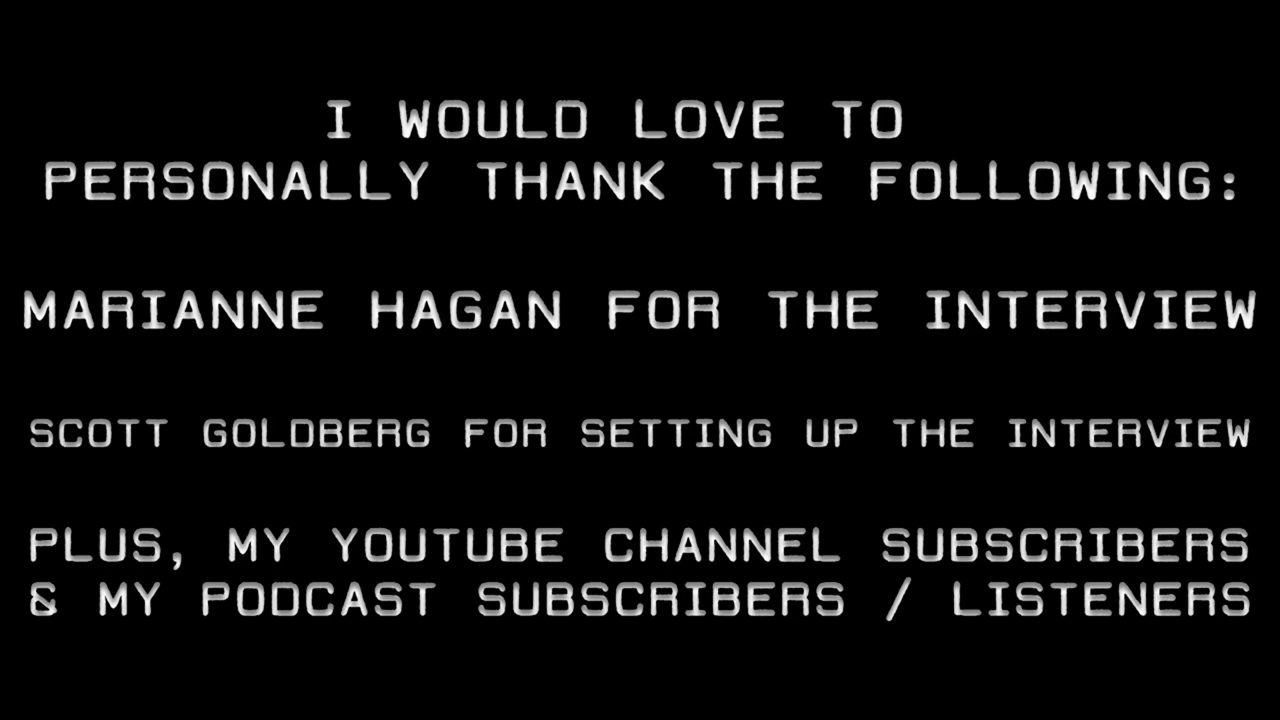 I WOULD LOVE TO
PERSONALLY THANK THE FOLLOWING:
MARIANNE HAGAN FOR THE INTERVIEW
SCOTT GOLDBERG FOR SETTING UP THE INTERVIEW
PLUS, MY YOUTUBE CHANNEL SUBSCRIBERS
& MY PODCAST SUBSCRIBERS / LISTENERS